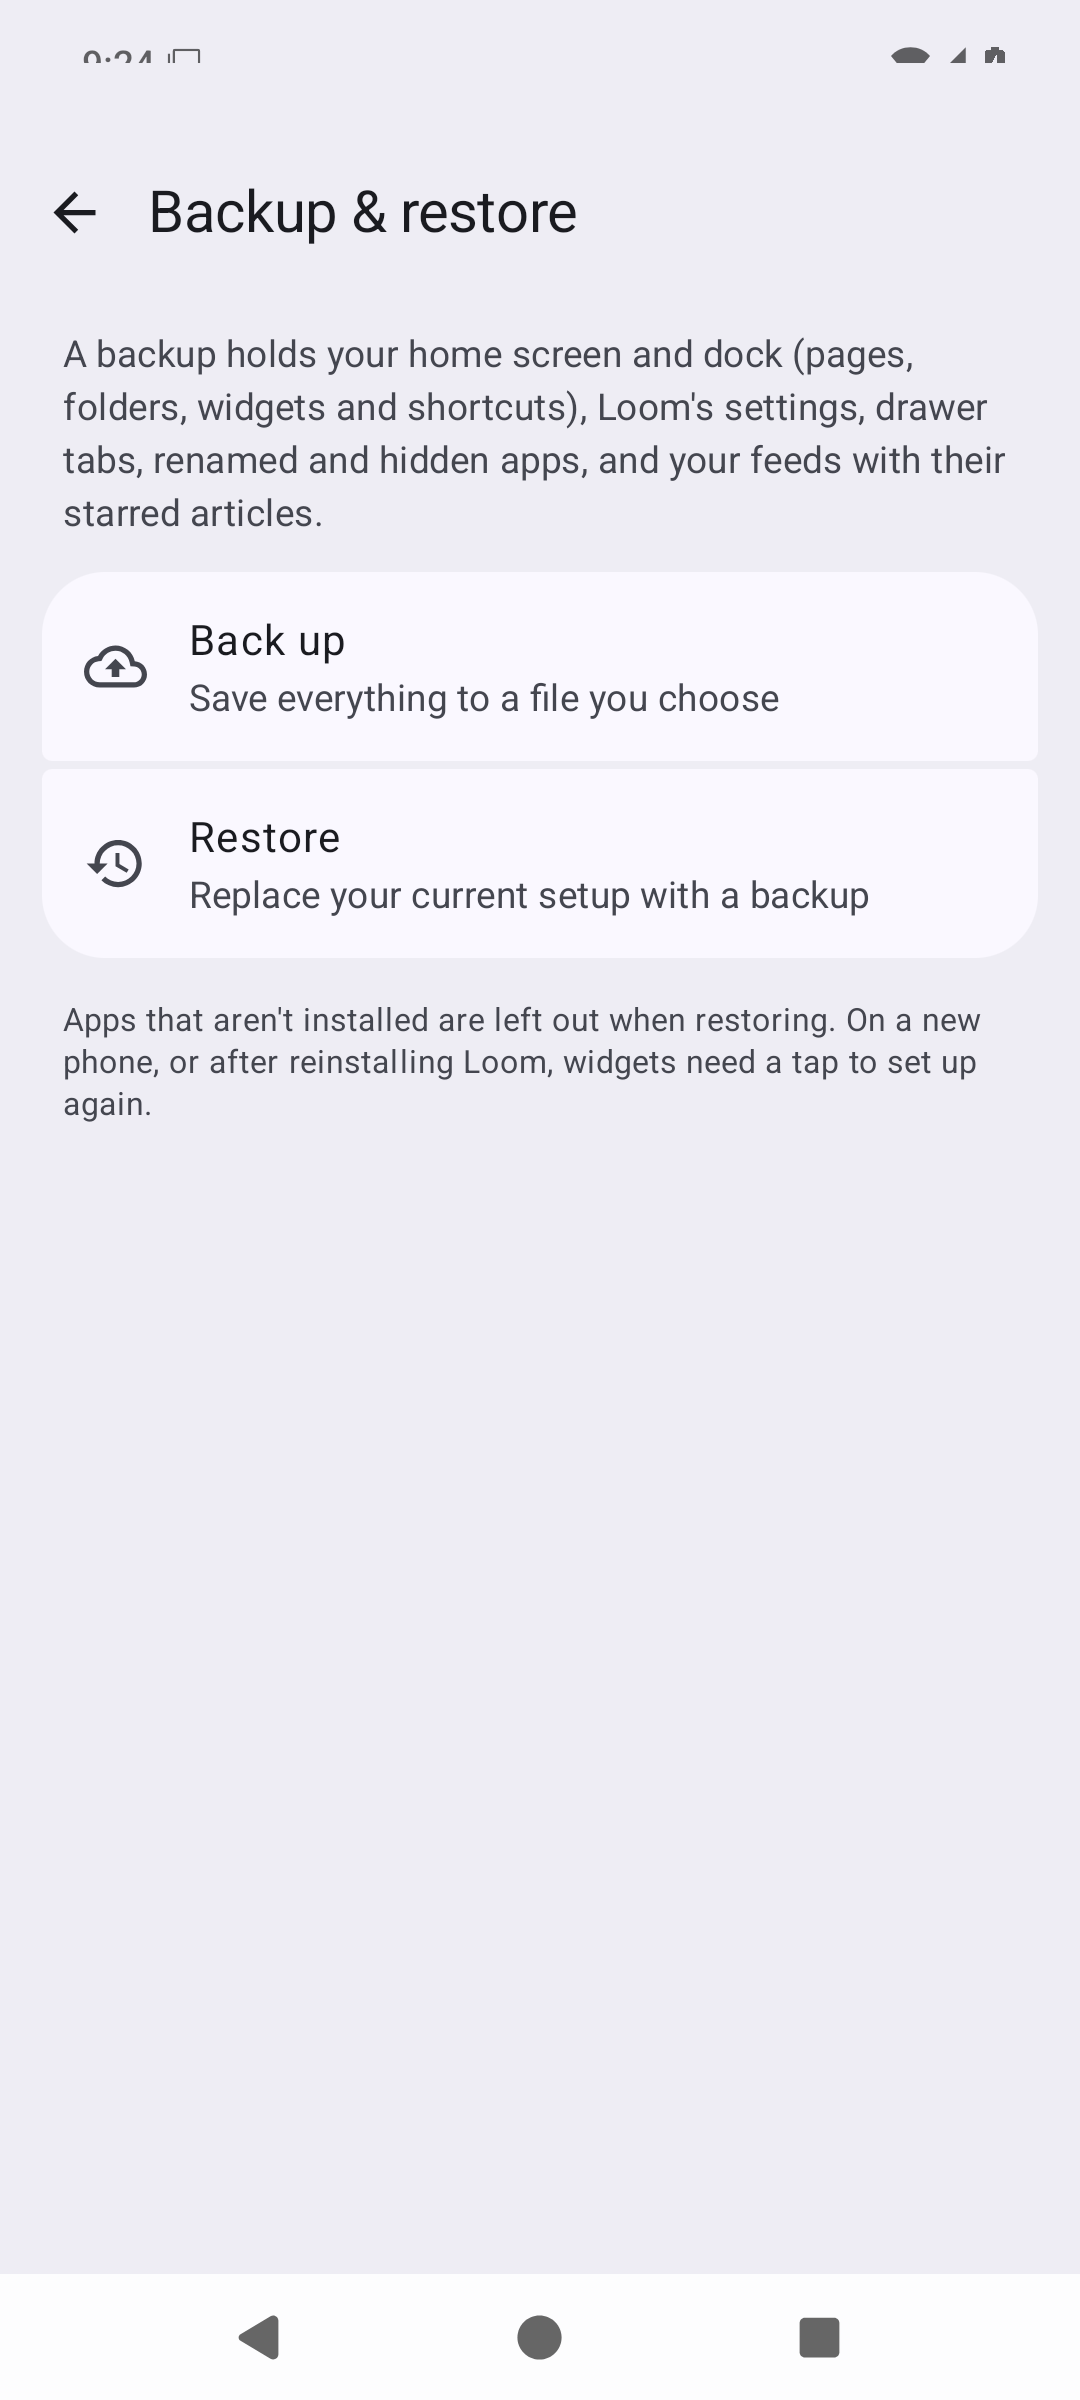 9:24
Backup & restore
A backup holds your home screen and dock (pages,
folders, widgets and shortcuts), Loom's settings, drawer
tabs, renamed and hidden apps, and your feeds with their
starred articles.
Back up
Save everything to a file you choose
Restore
Replace your current setup with a backup
Apps that aren't installed are left out when restoring. On a new
phone, or after reinstalling Loom, widgets need a tap to set up
again.